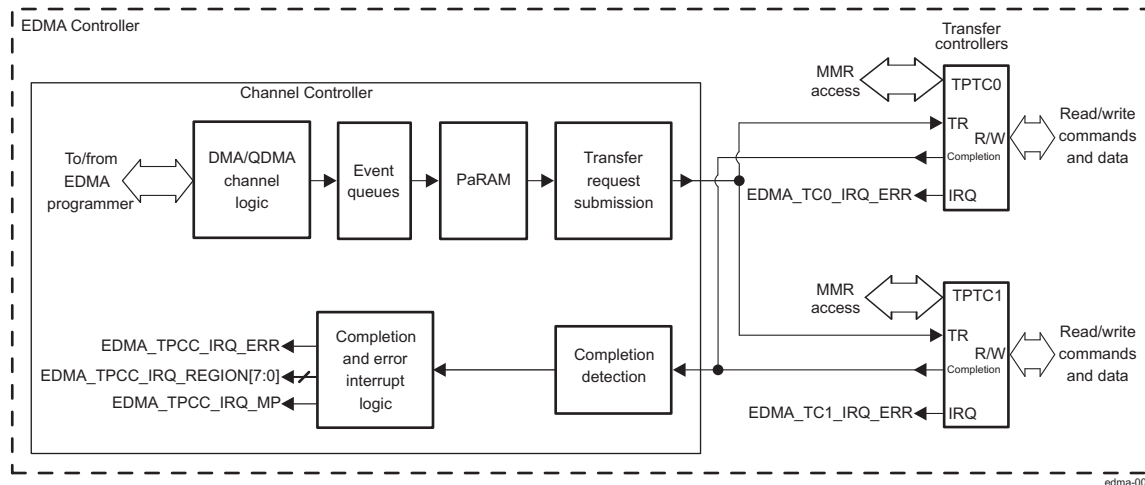 EDMA Controller
Transfer
controllers
MMR
access
TPTC0
Channel Controller
To/from
EDMA
programmer
DMA/QDMA
channel
logic
Event
queues
PaRAM
Transfer
request
submission
TR
R/W
Completion
IRQ
EDMA_TC0_IRQ_ERR
Read/write
commands
and data
MMR
access
TPTC1
TR
R/W
Completion
IRQ
EDMA_TC1_IRQ_ERR
Read/write
commands
and data
EDMA_TPCC_IRQ_ERR
EDMA_TPCC_IRQ_REGION[7:0]
EDMA_TPCC_IRQ_MP
Completion
and error
interrupt
logic
Completion
detection